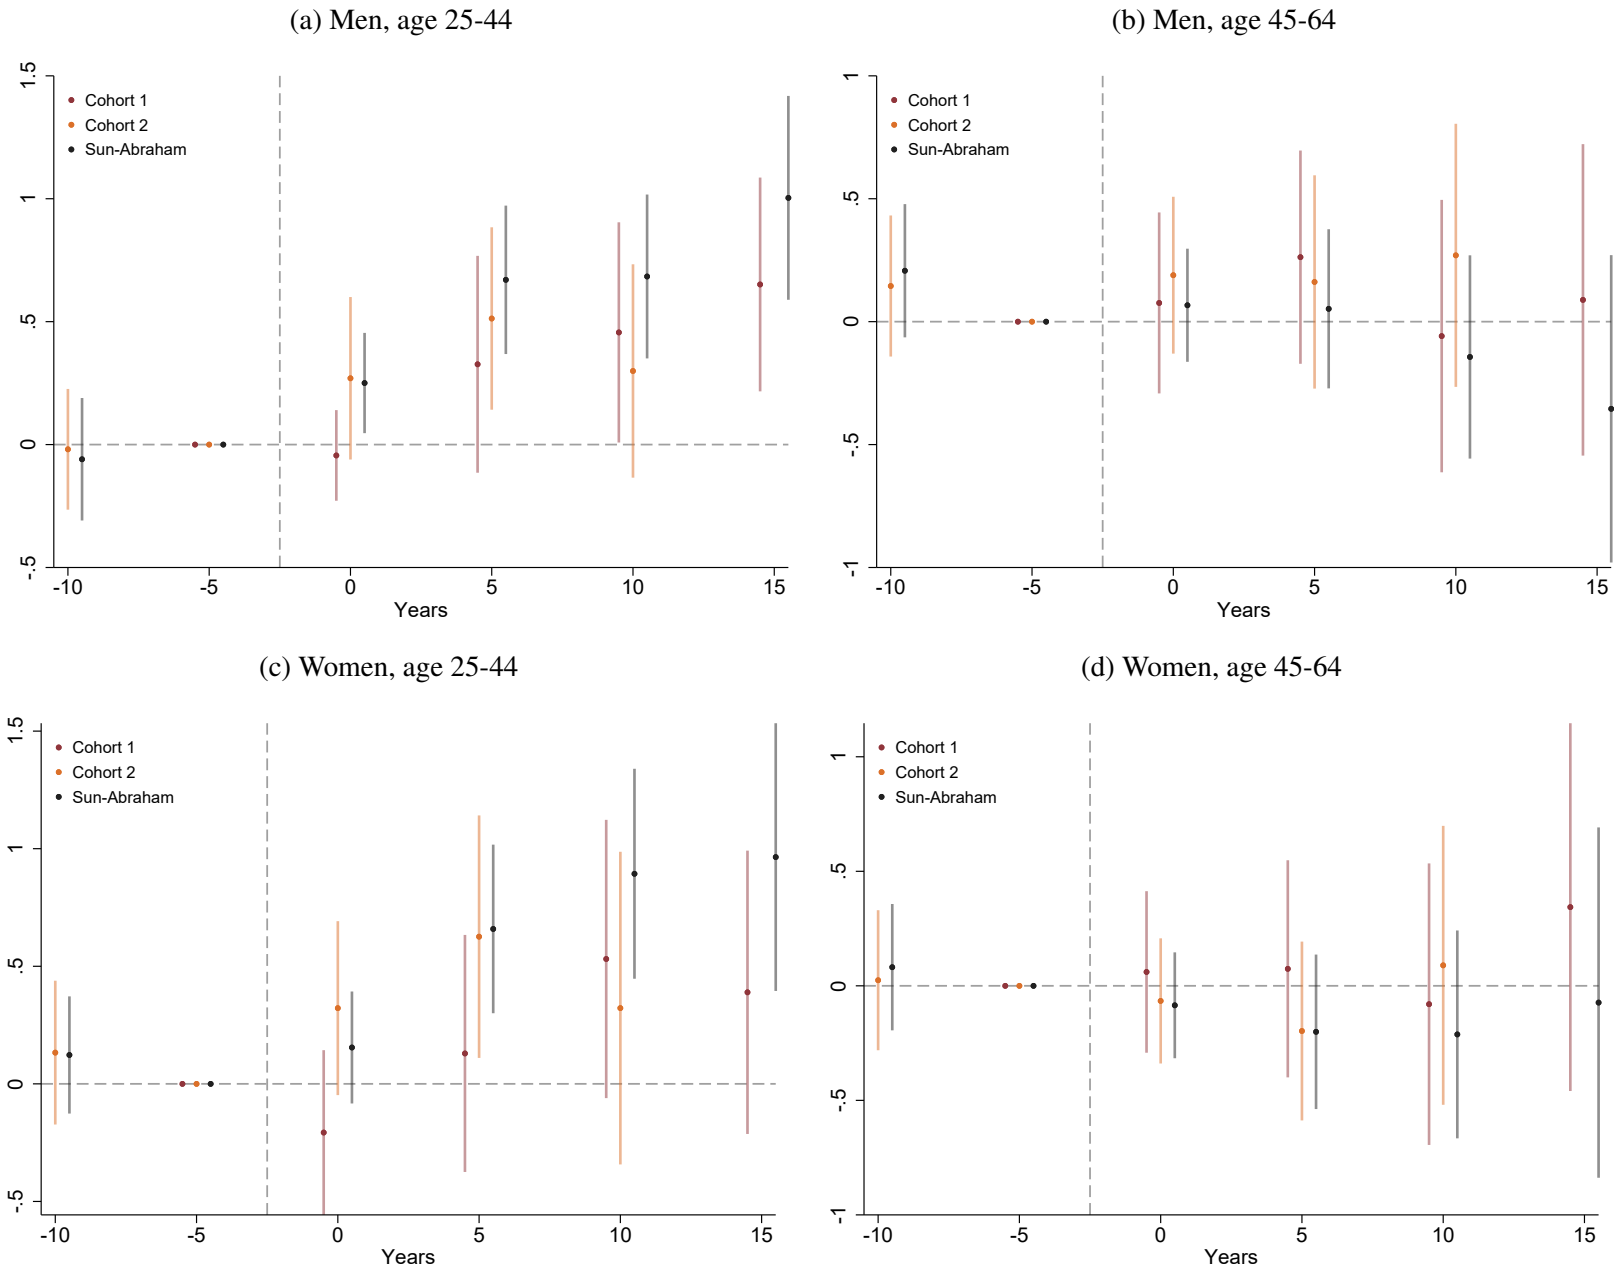 (a) Men, age 25-44
1.5
1
.5
0
-.5
Cohort 1
Cohort 2
Sun-Abraham
-10 -5 0 5 10 15
Years
(b) Men, age 45-64
1
.5
0
-.5
-1
Cohort 1
Cohort 2
Sun-Abraham
-10 -5 0 5 10 15
Years
(c) Women, age 25-44
1.5
1
.5
0
-.5
Cohort 1
Cohort 2
Sun-Abraham
-10 -5 0 5 10 15
Years
(d) Women, age 45-64
1
.5
0
-.5
-1
Cohort 1
Cohort 2
Sun-Abraham
-10 -5 0 5 10 15
Years